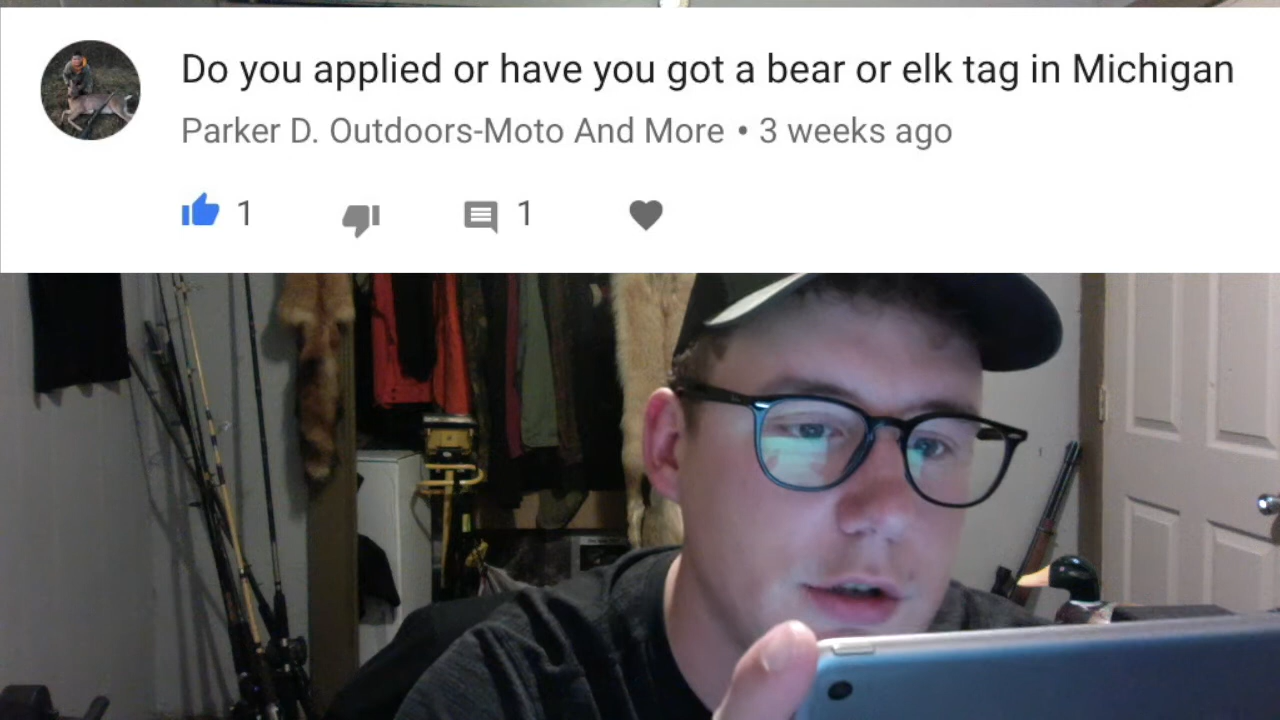 Do you applied or have you got a bear or elk tag in Michigan
Parker D. Outdoors-Moto And More • 3 weeks ago
1
1